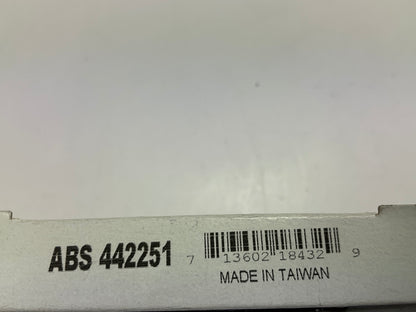 ABS 442251
7 13602 18432 9
MADE IN TAIWAN